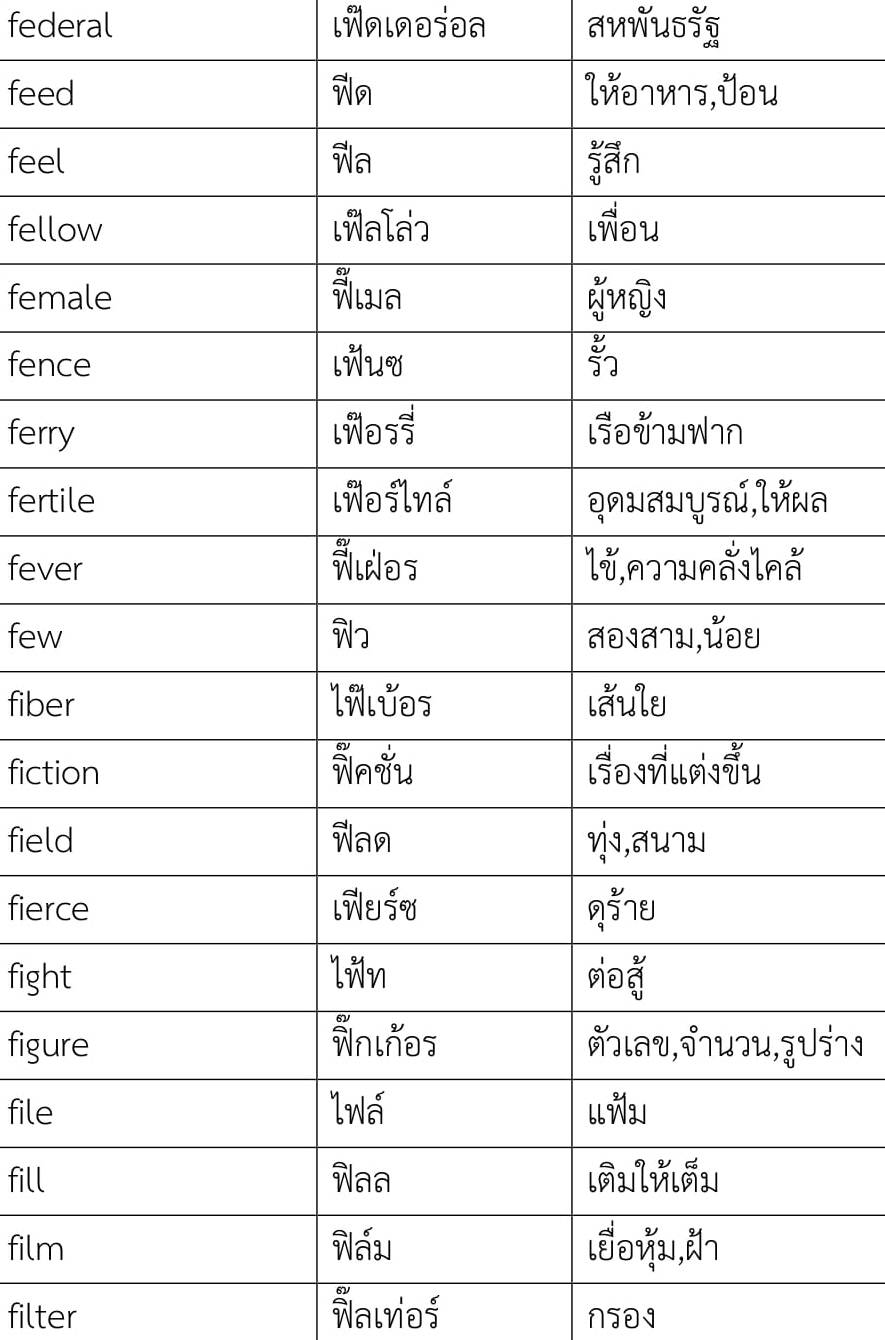 federal เฟ๊ดเดอร่อล สหพันธรัฐ
feed ฟีด ให้อาหาร,ป้อน
feel ฟีล รู้สึก
fellow เฟ๊ลโล่ว เพื่อน
female ฟี๊เมล ผู้หญิง
fence เฟ้นซ รั้ว
ferry เฟ๊อรรี่ เรือข้ามฟาก
fertile เฟ๊อร์ไทล์ อุดมสมบูรณ์,ให้ผล
fever ฟี๊เฝ่อร ไข้,ความคลั่งไคล้
few ฟิว สองสาม,น้อย
fiber ไฟ๊เบ้อร เส้นใย
fiction ฟิ๊คชั่น เรื่องที่แต่งขึ้น
field ฟีลด ทุ่ง,สนาม
fierce เฟียร์ซ ดุร้าย
fight ไฟ้ท ต่อสู้
figure ฟิ๊กเก้อร ตัวเลข,จำนวน,รูปร่าง
file ไฟล์ แฟ้ม
fill ฟิลล เติมให้เต็ม
film ฟิล์ม เยื่อหุ้ม,ฝ้า
filter ฟิ๊ลเท่อร์ กรอง